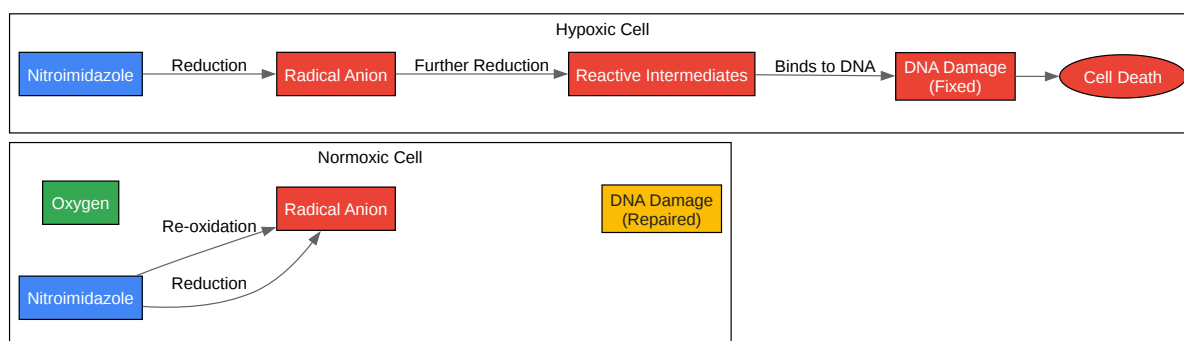 Hypoxic Cell
Nitroimidazole
Reduction
Radical Anion
Further Reduction
Reactive Intermediates
Binds to DNA
DNA Damage
(Fixed)
Cell Death
Normoxic Cell
Oxygen
Re-oxidation
Radical Anion
DNA Damage
(Repaired)
Nitroimidazole
Reduction